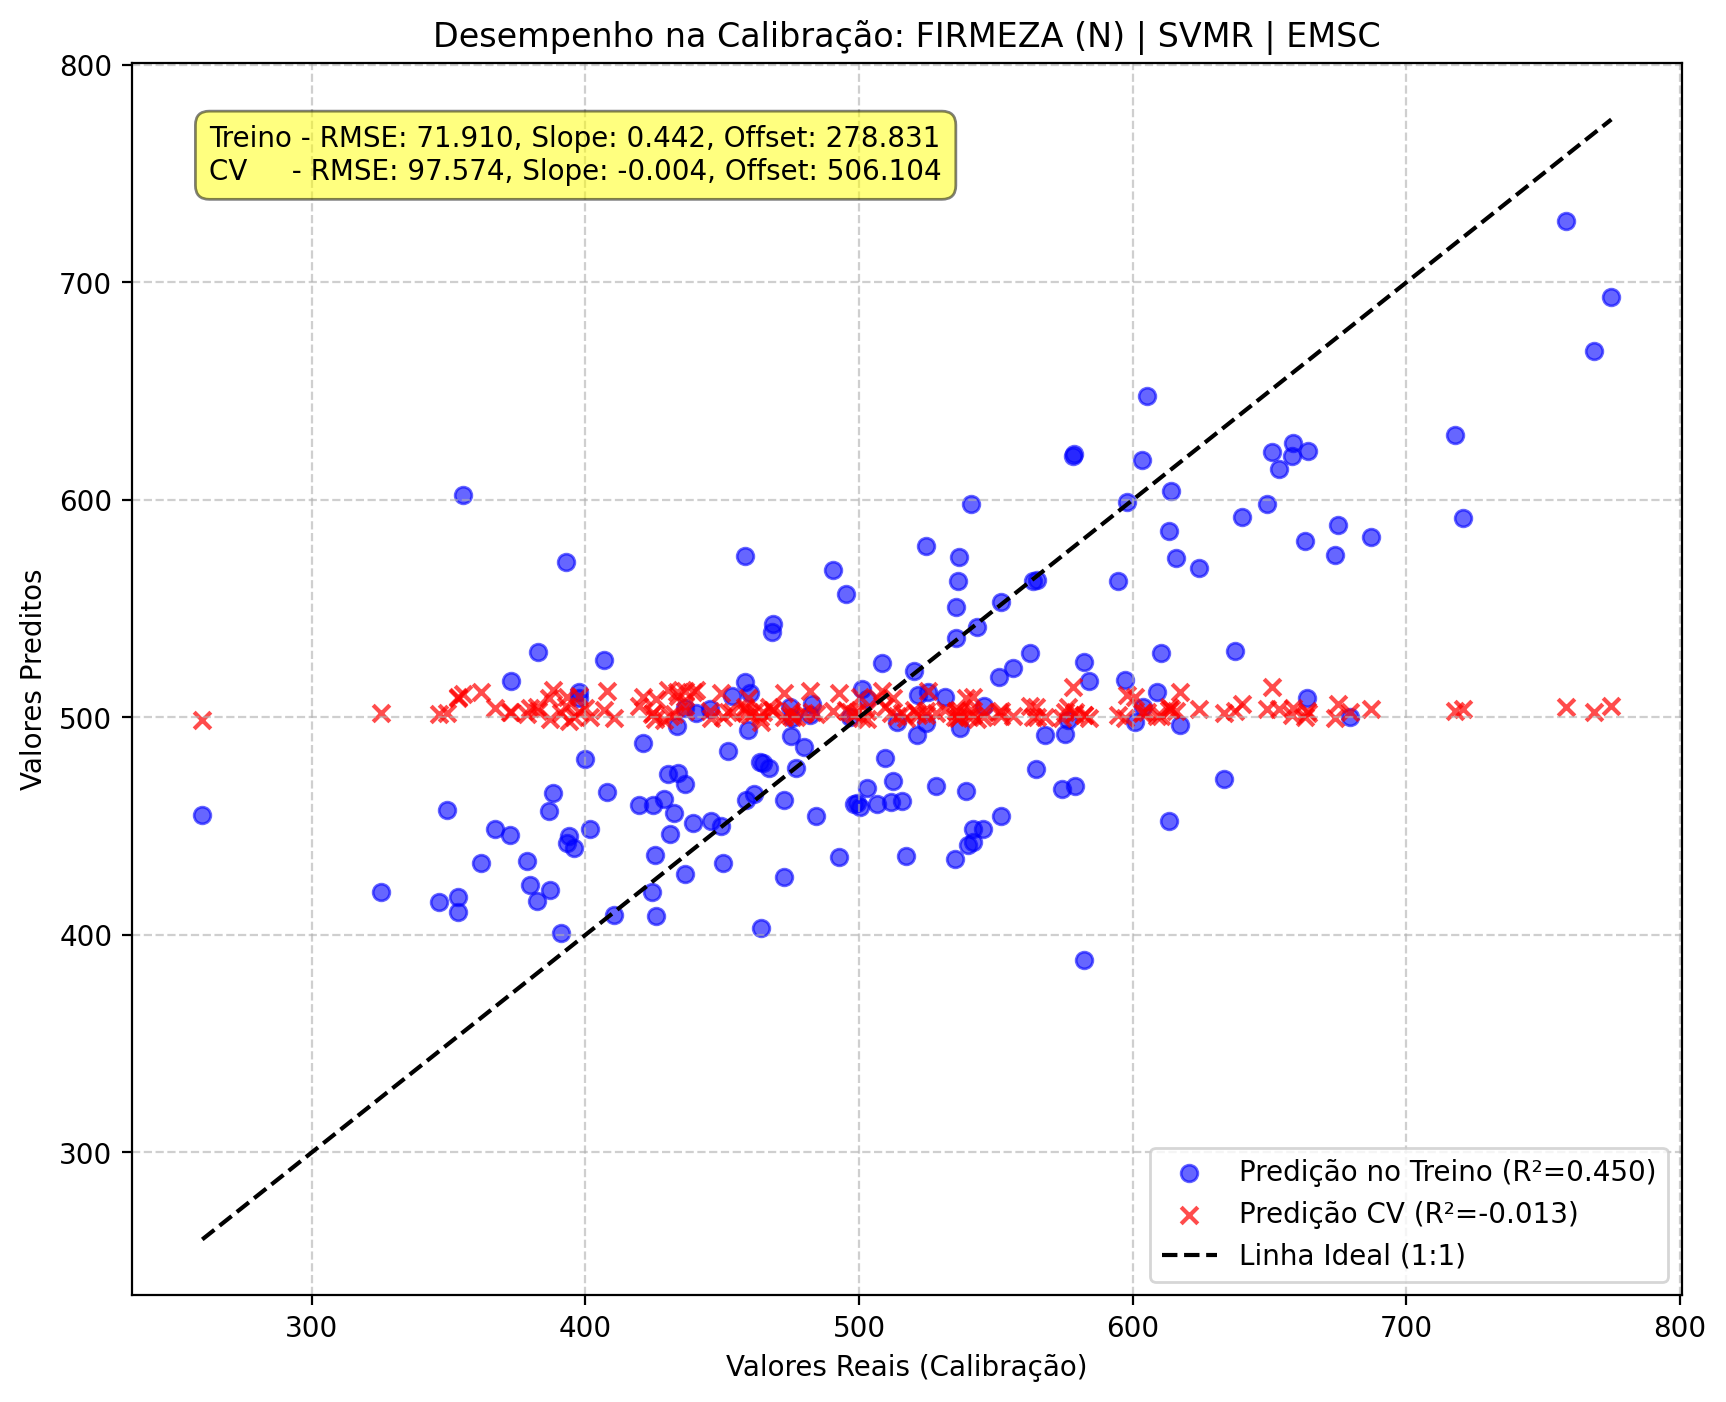 Desempenho na Calibração: FIRMEZA (N) | SVMR | EMSC
800
700
600
500
400
300
Valores Preditos
Treino - RMSE: 71.910, Slope: 0.442, Offset: 278.831
CV - RMSE: 97.574, Slope: -0.004, Offset: 506.104
Predição no Treino (R²=0.450)
Predição CV (R²=-0.013)
Linha Ideal (1:1)
300 400 500 600 700 800
Valores Reais (Calibração)